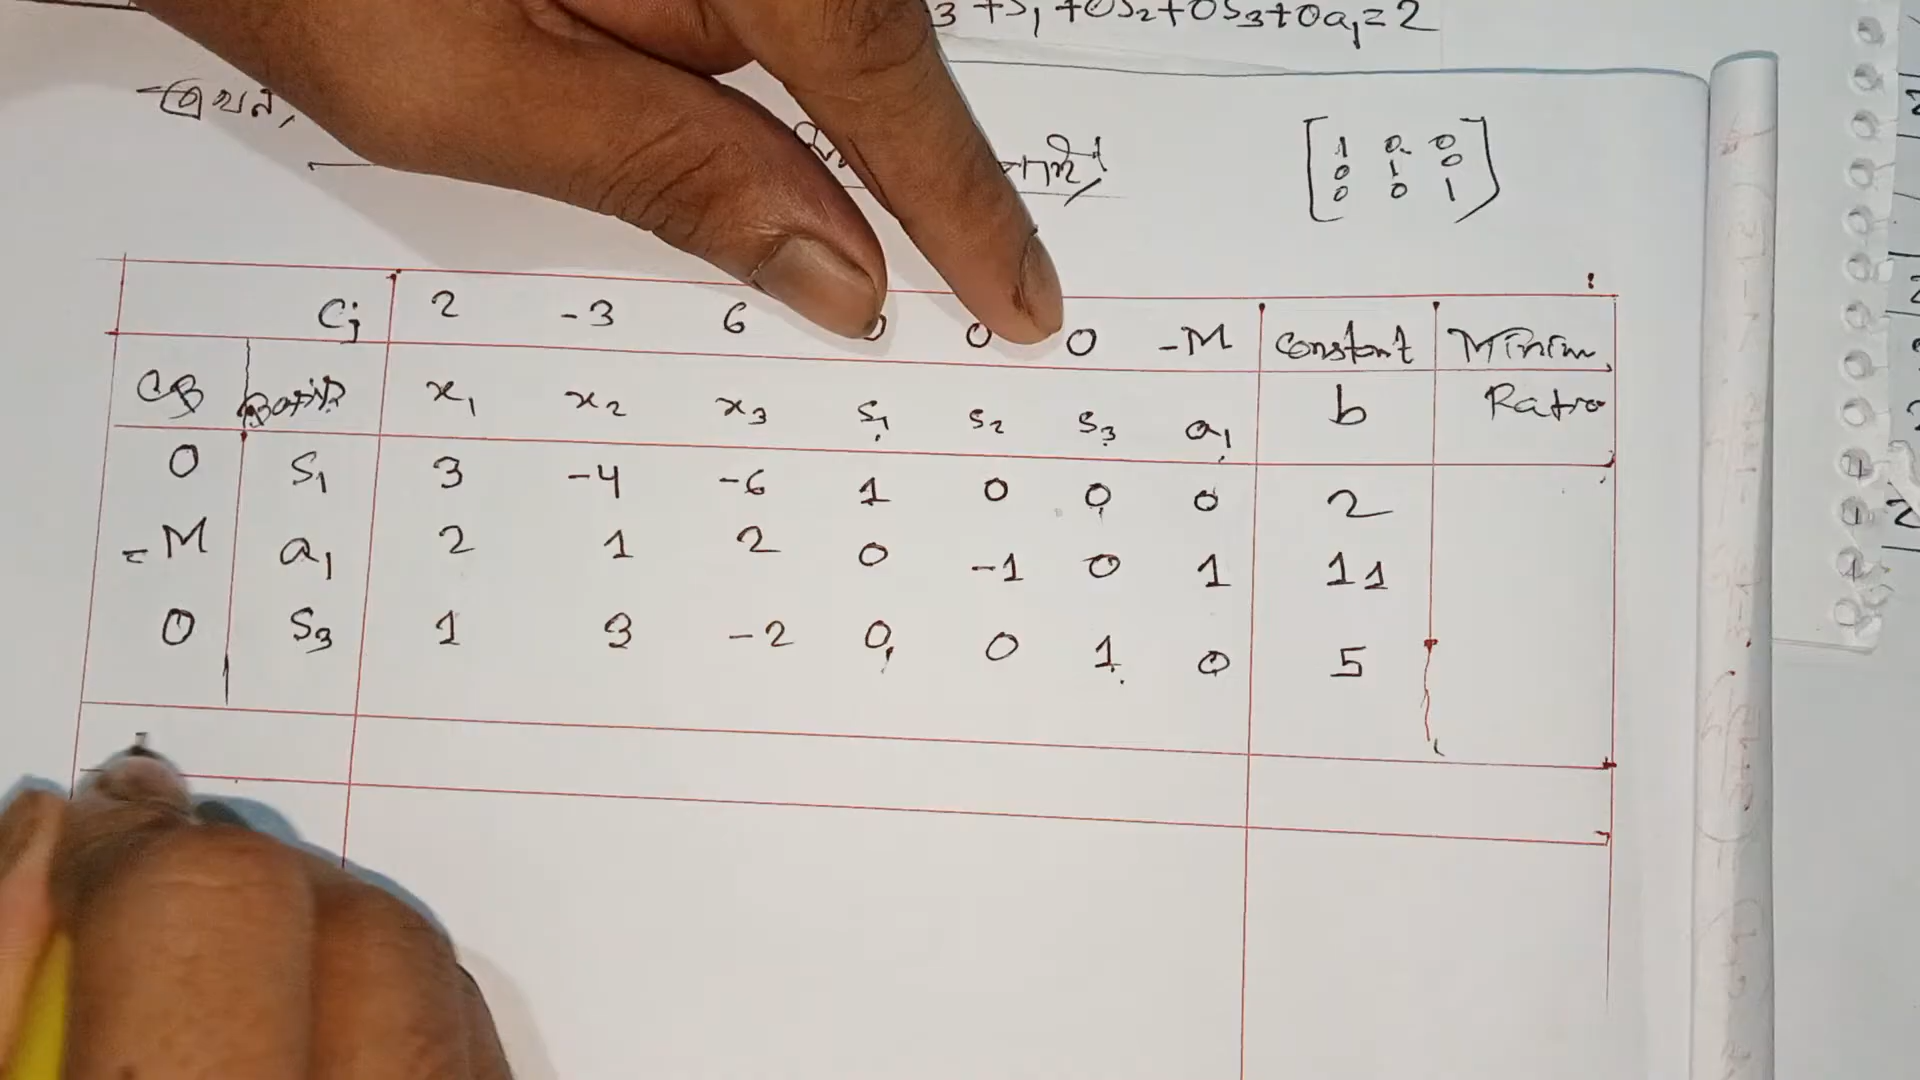 3 + S₁ + 0S₂ + 0S₃ + 0a₁ = 2
এখন,
1 0 0
0 1 0
0 0 1
Cj 2 -3 6 0 0 0 -M Constant Minim.
CB Basis x₁ x₂ x₃ S₁ S₂ S₃ a₁ b Ratio
0 S₁ 3 -4 -6 1 0 0 0 2
-M a₁ 2 1 2 0 -1 0 1 11
0 S₃ 1 3 -2 0 0 1 0 5